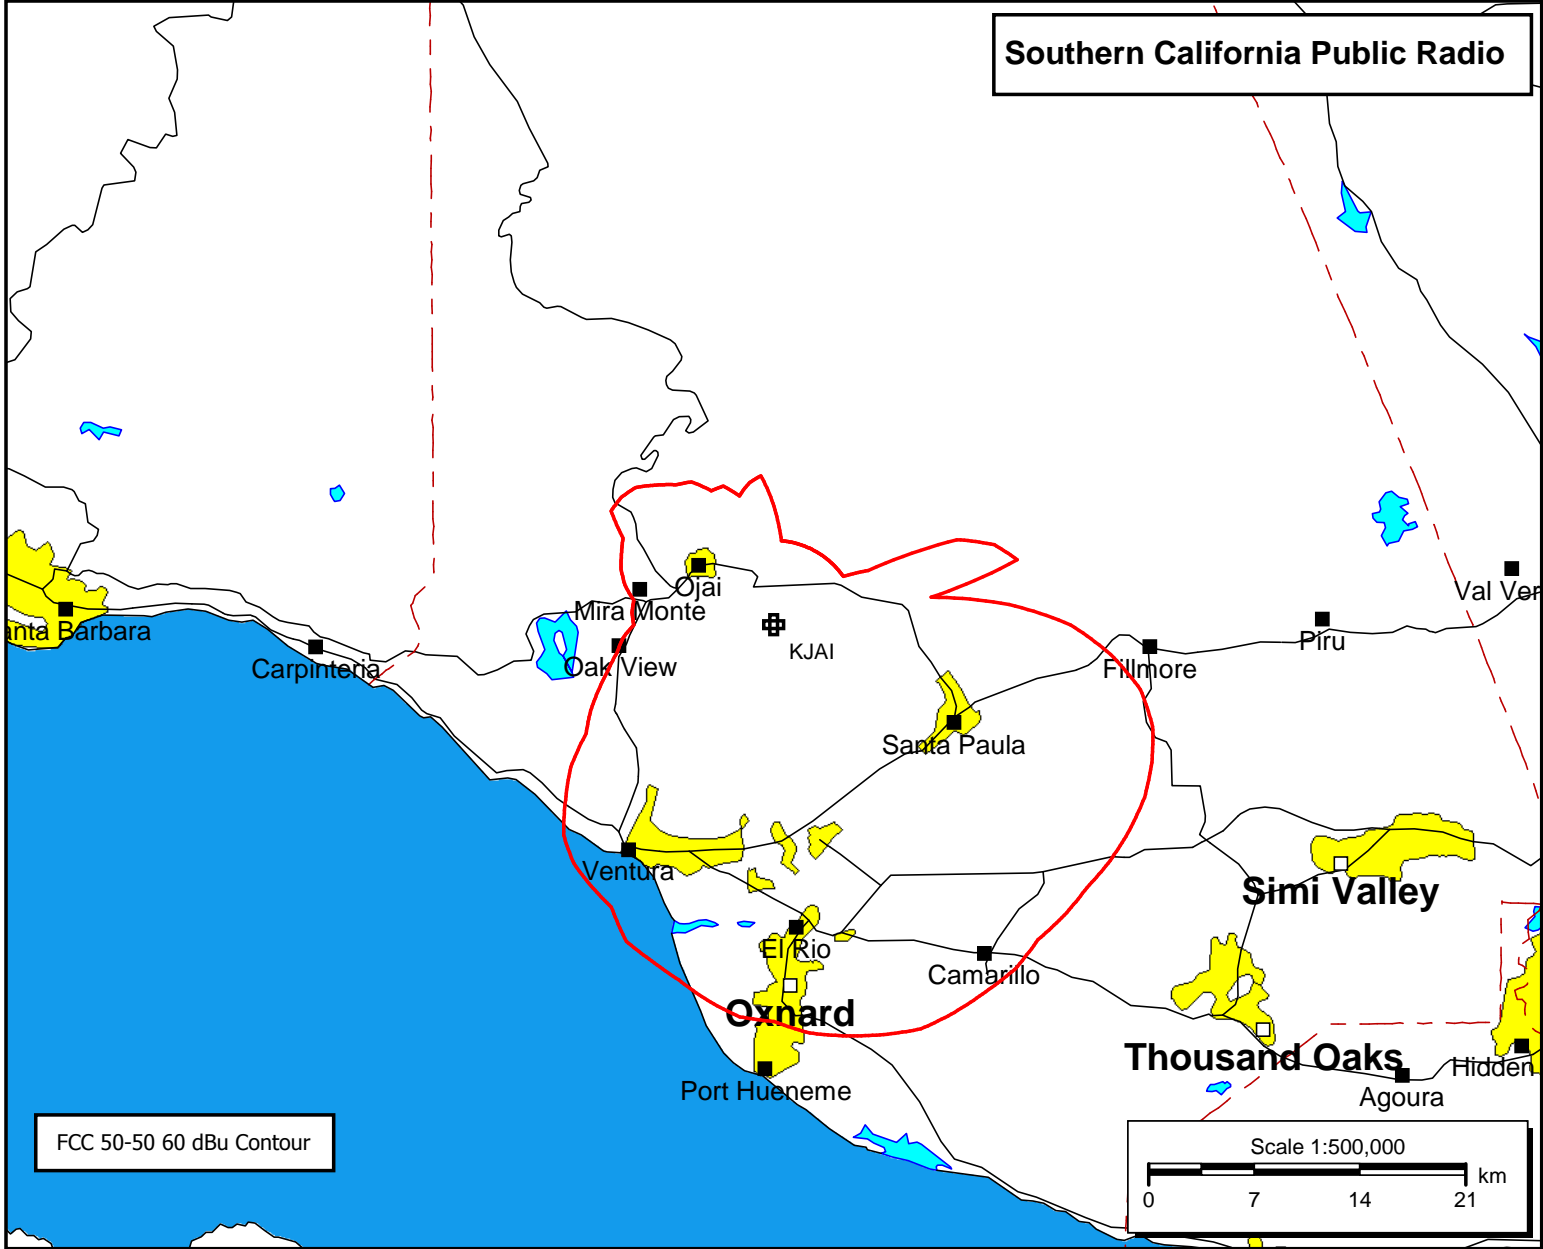 Southern California Public Radio
Ojai
Val Ver
Mira Monte
anta Barbara
Piru
KJAI
Carpinteria
Oak View
Fillmore
Santa Paula
Ventura
Simi Valley
El Rio
Camarillo
Oxnard
Thousand Oaks
Hidden
Port Hueneme
Agoura
FCC 50-50 60 dBu Contour
Scale 1:500,000
km
0 7 14 21